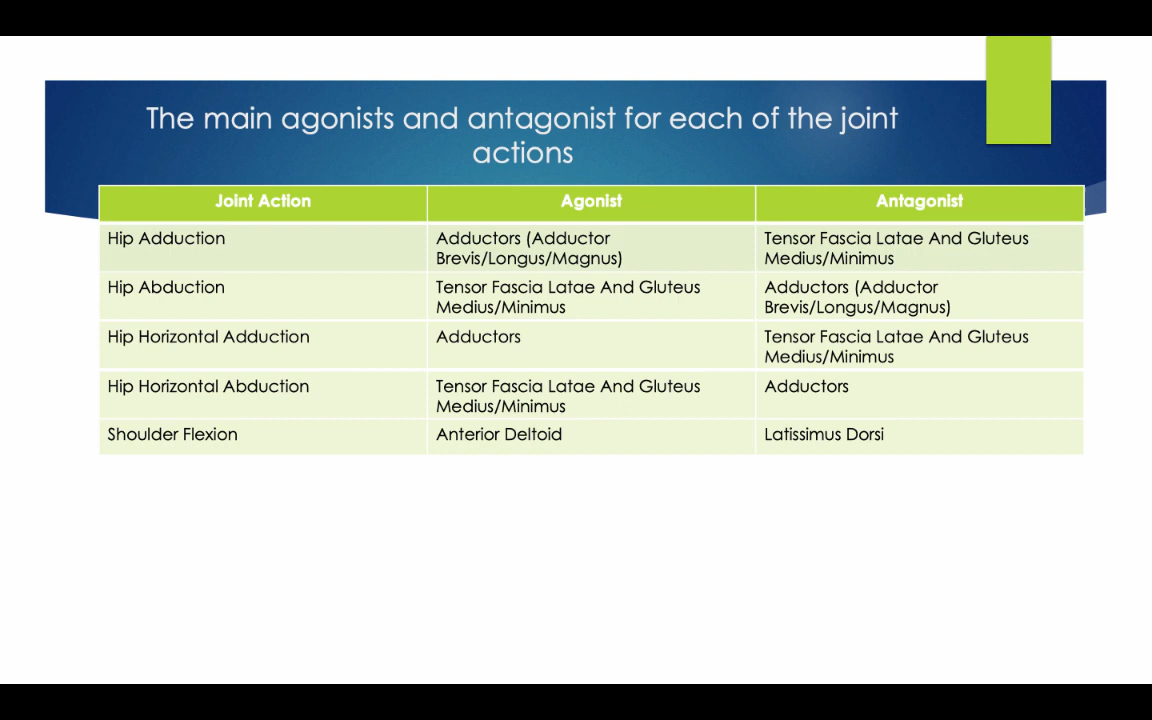 The main agonists and antagonist for each of the joint
actions
Joint Action Agonist Antagonist
Hip Adduction Adductors (Adductor Brevis/Longus/Magnus) Tensor Fascia Latae And Gluteus Medius/Minimus
Hip Abduction Tensor Fascia Latae And Gluteus Medius/Minimus Adductors (Adductor Brevis/Longus/Magnus)
Hip Horizontal Adduction Adductors Tensor Fascia Latae And Gluteus Medius/Minimus
Hip Horizontal Abduction Tensor Fascia Latae And Gluteus Medius/Minimus Adductors
Shoulder Flexion Anterior Deltoid Latissimus Dorsi